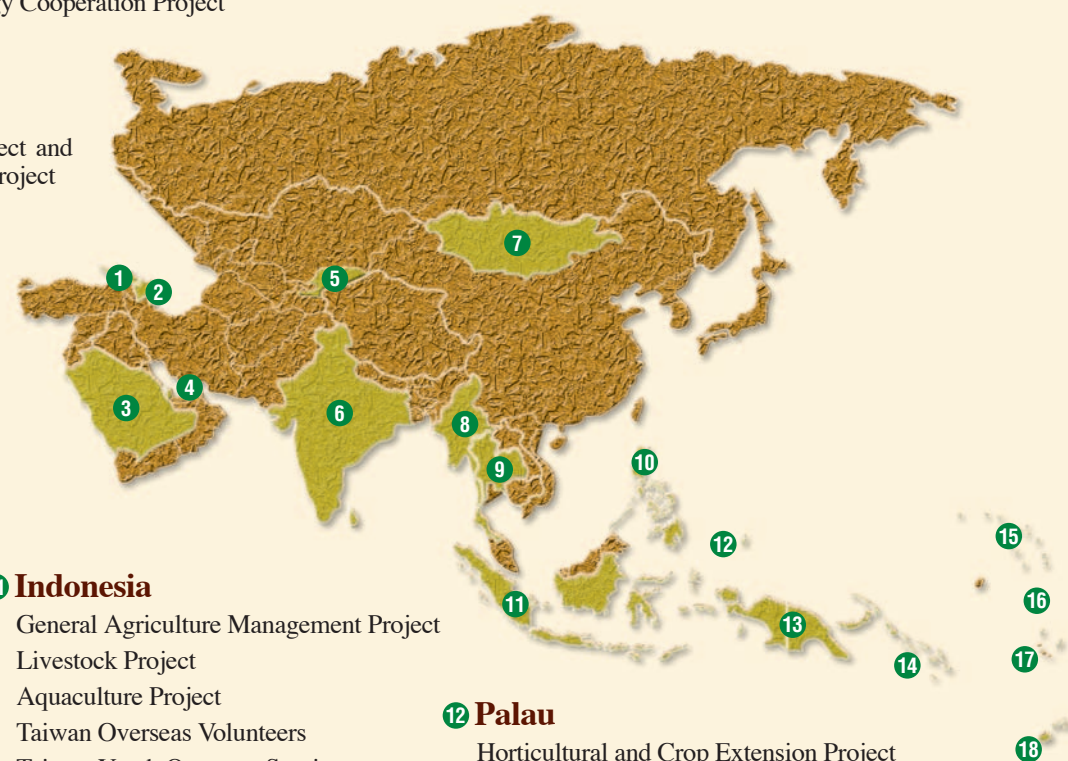 y Cooperation Project
ect and
roject
1
2
3
4
5
6
7
8
9
10
11
12
13
14
15
16
17
18
Indonesia
General Agriculture Management Project
Livestock Project
Aquaculture Project
Taiwan Overseas Volunteers
12 Palau
Horticultural and Crop Extension Project